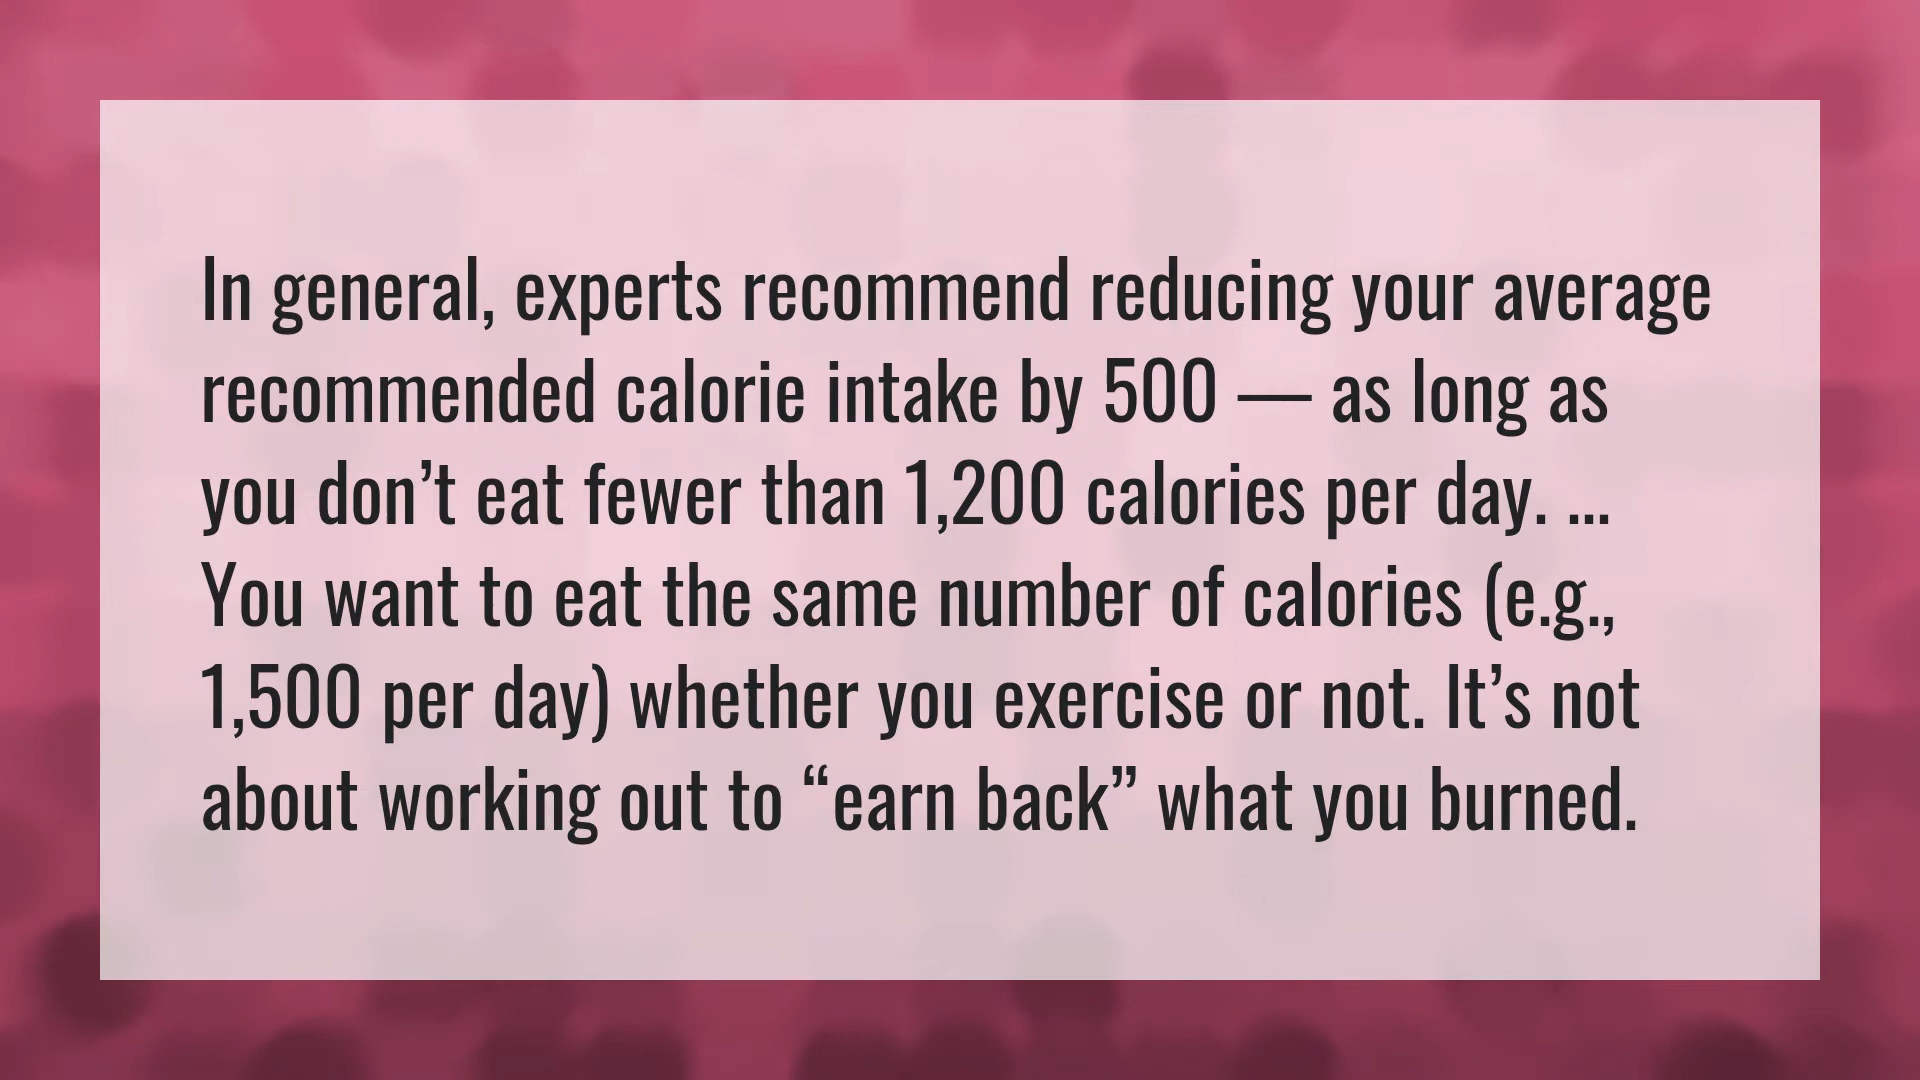 In general, experts recommend reducing your average
recommended calorie intake by 500 — as long as
you don’t eat fewer than 1,200 calories per day. ...
You want to eat the same number of calories (e.g.,
1,500 per day) whether you exercise or not. It’s not
about working out to “earn back” what you burned.